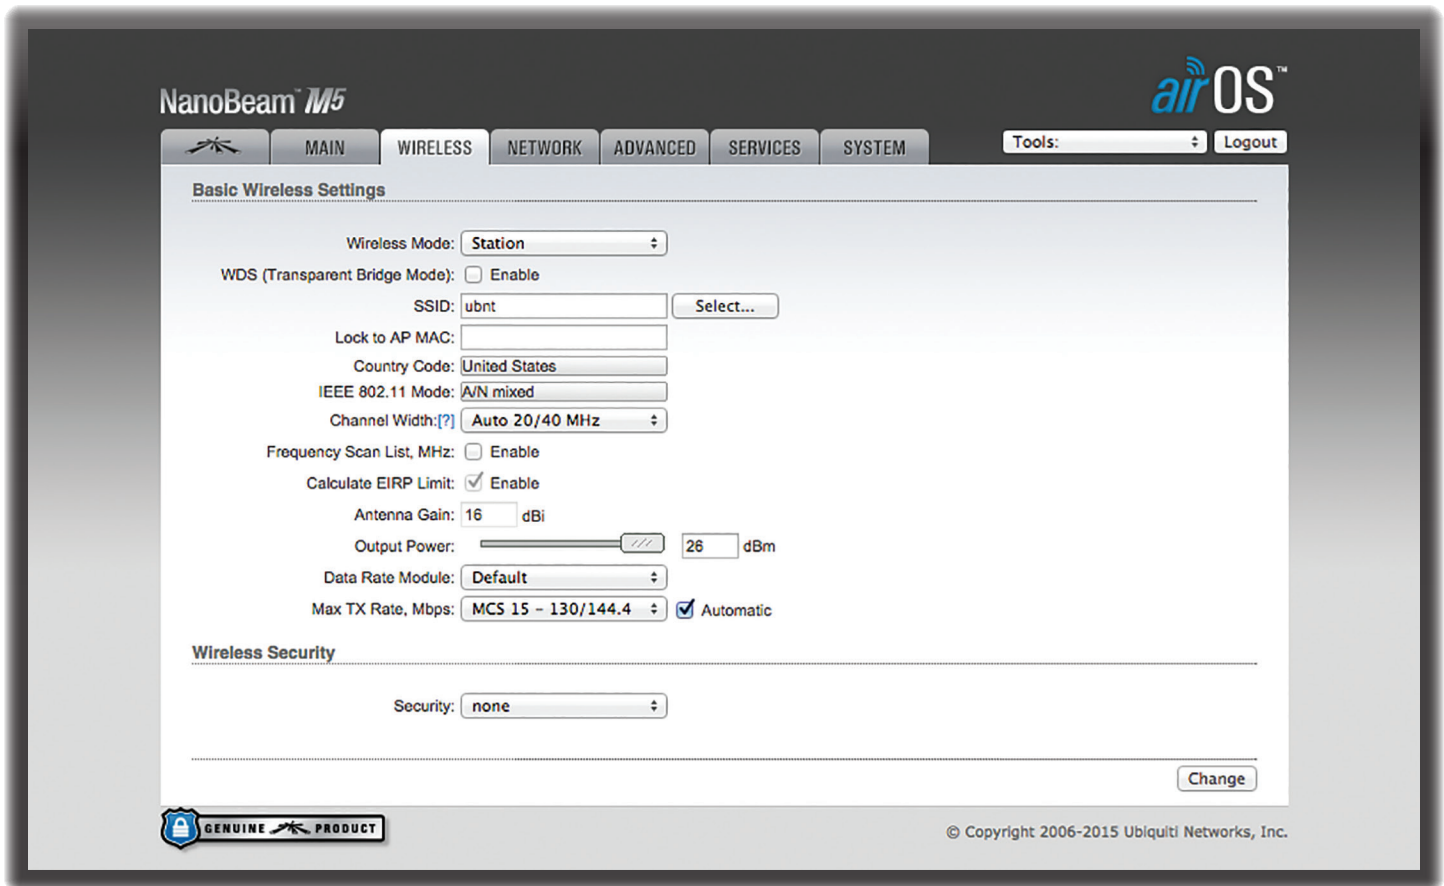 NanoBeam™ M5
airOS™
MAIN WIRELESS NETWORK ADVANCED SERVICES SYSTEM Tools: Logout
Basic Wireless Settings
Wireless Mode: Station
WDS (Transparent Bridge Mode): Enable
SSID: ubnt Select...
Lock to AP MAC:
Country Code: United States
IEEE 802.11 Mode: A/N mixed
Channel Width:[?] Auto 20/40 MHz
Frequency Scan List, MHz: Enable
Calculate EIRP Limit: Enable
Antenna Gain: 16 dBi
Output Power: 26 dBm
Data Rate Module: Default
Max TX Rate, Mbps: MCS 15 – 130/144.4 Automatic
Wireless Security
Security: none
Change
GENUINE PRODUCT
© Copyright 2006-2015 Ubiquiti Networks, Inc.